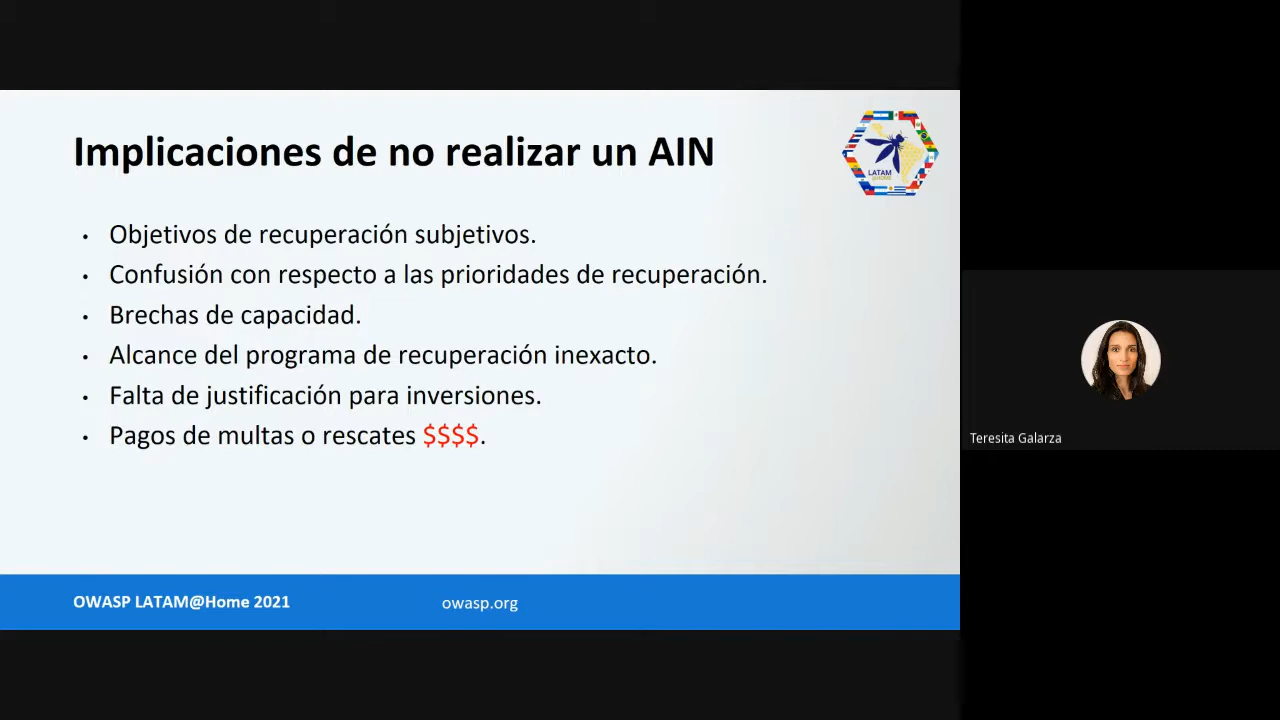 Implicaciones de no realizar un AIN
LATAM
@HOME
• Objetivos de recuperación subjetivos.
• Confusión con respecto a las prioridades de recuperación.
• Brechas de capacidad.
• Alcance del programa de recuperación inexacto.
• Falta de justificación para inversiones.
• Pagos de multas o rescates $$$$.
OWASP LATAM@Home 2021
owasp.org
Teresita Galarza